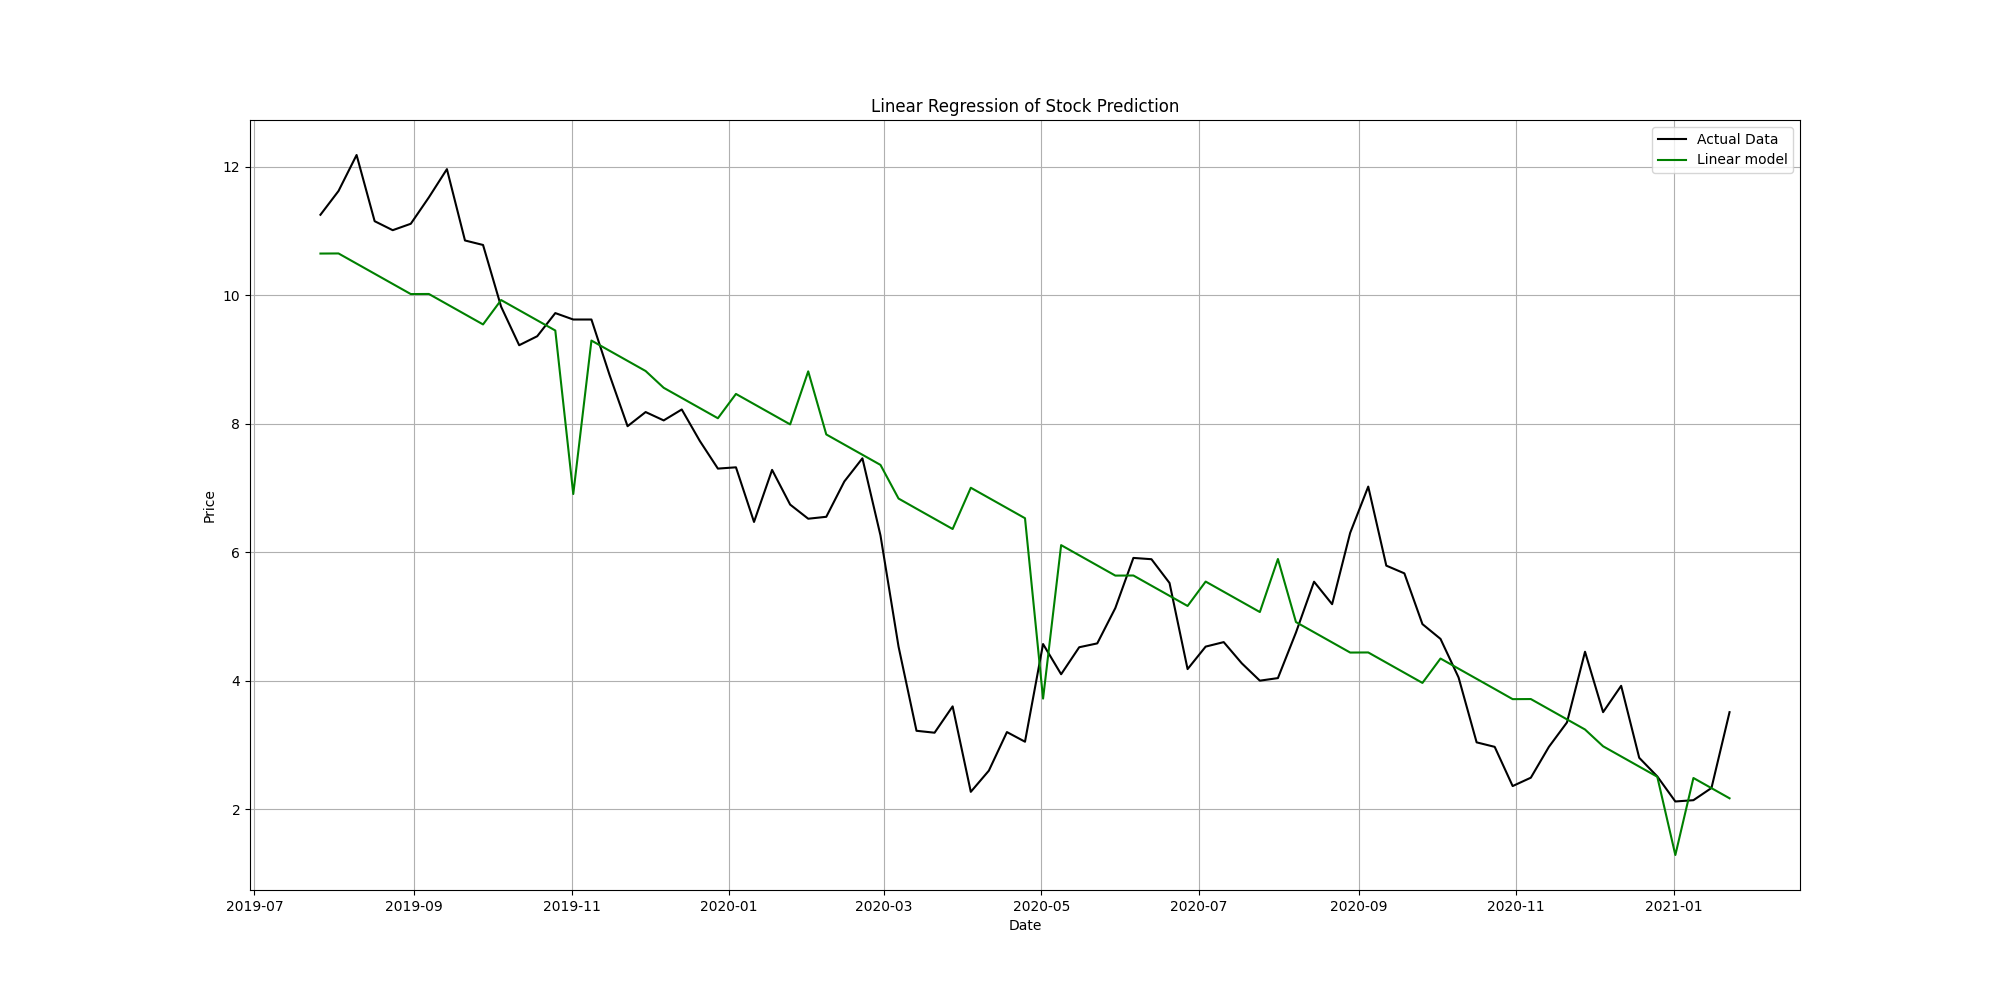 Linear Regression of Stock Prediction
Actual Data
Linear model
Price
12
10
8
6
4
2
2019-07 2019-09 2019-11 2020-01 2020-03 2020-05 2020-07 2020-09 2020-11 2021-01
Date